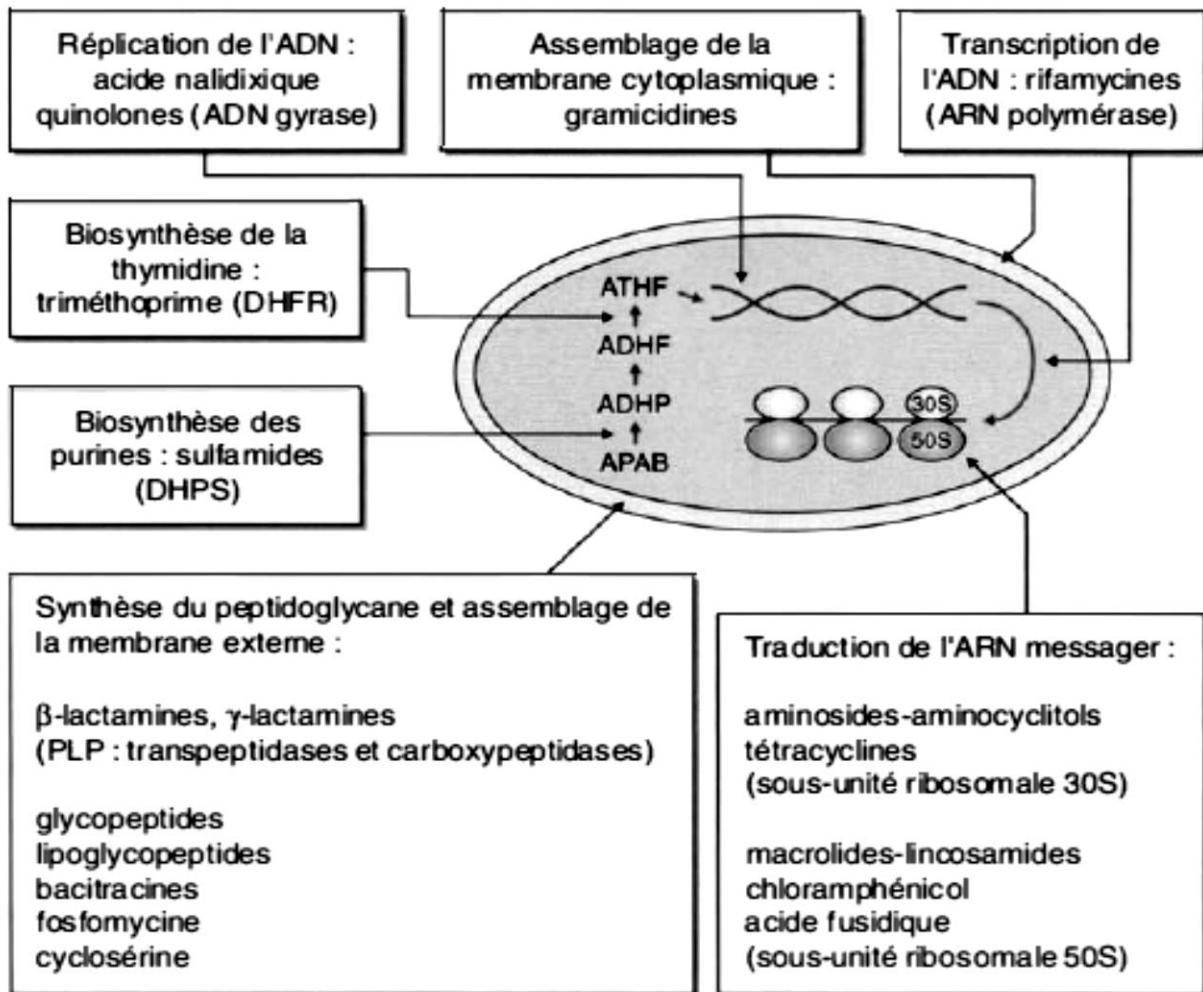 Réplication de l'ADN :
acide nalidixique
quinolones (ADN gyrase)
Assemblage de la
membrane cytoplasmique :
gramicidines
Transcription de
l'ADN : rifamycines
(ARN polymérase)
Biosynthèse de la
thymidine :
triméthoprime (DHFR)
Biosynthèse des
purines : sulfamides
(DHPS)
ATHF
ADHF
ADHP
APAB
30S
50S
Synthèse du peptidoglycane et assemblage de
la membrane externe :
β-lactamines, γ-lactamines
(PLP : transpeptidases et carboxypeptidases)
glycopeptides
lipoglycopeptides
bacitracines
fosfomycine
cyclosérine
Traduction de l'ARN messager :
aminosides-aminocyclitols
tétracyclines
(sous-unité ribosomale 30S)
macrolides-lincosamides
chloramphénicol
acide fusidique
(sous-unité ribosomale 50S)